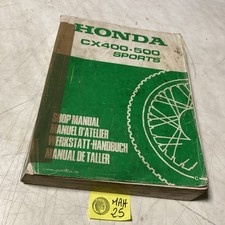 HONDA
CX400-500
SPORTS
SHOP MANUAL
MANUEL D'ATELIER
WERKSTATT-HANDBUCH
MANUAL DE TALLER
MAH
25